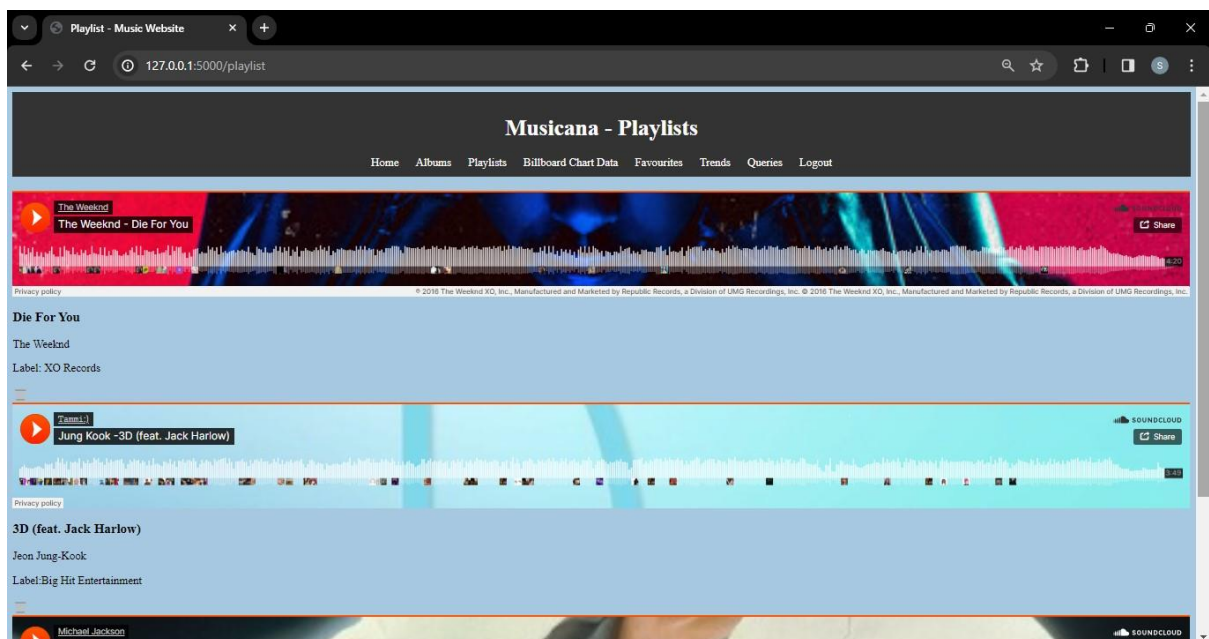 Playlist - Music Website
127.0.0.1:5000/playlist
S
Musicana - Playlists
Home Albums Playlists Billboard Chart Data Favourites Trends Queries Logout
The Weeknd
The Weeknd - Die For You
SOUNDCLOUD
Share
4:20
Privacy policy
℗ 2016 The Weeknd XO, Inc., Manufactured and Marketed by Republic Records, a Division of UMG Recordings, Inc. © 2016 The Weeknd XO, Inc., Manufactured and Marketed by Republic Records, a Division of UMG Recordings, Inc.
Die For You
The Weeknd
Label: XO Records
Tanni:]
Jung Kook -3D (feat. Jack Harlow)
SOUNDCLOUD
Share
3:49
Privacy policy
3D (feat. Jack Harlow)
Jeon Jung-Kook
Label:Big Hit Entertainment
Michael Jackson
SOUNDCLOUD